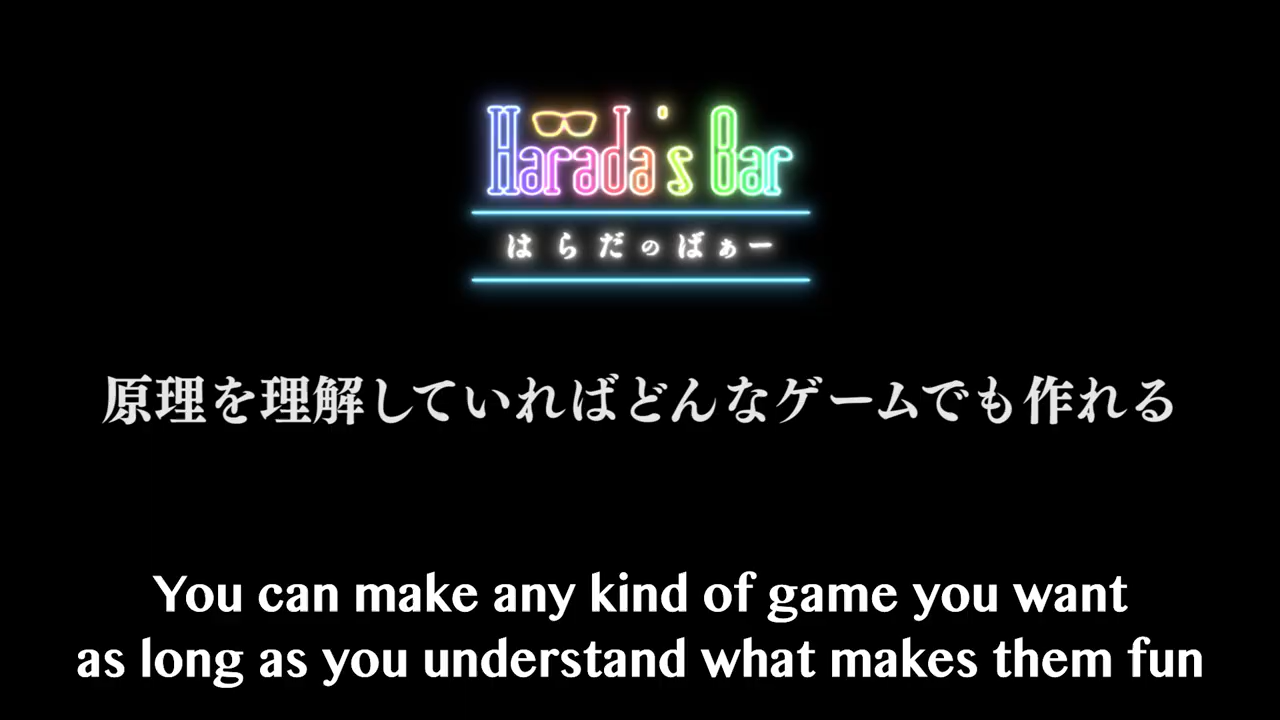 Harada's Bar
はらだのばぁー
原理を理解していればどんなゲームでも作れる
You can make any kind of game you want
as long as you understand what makes them fun